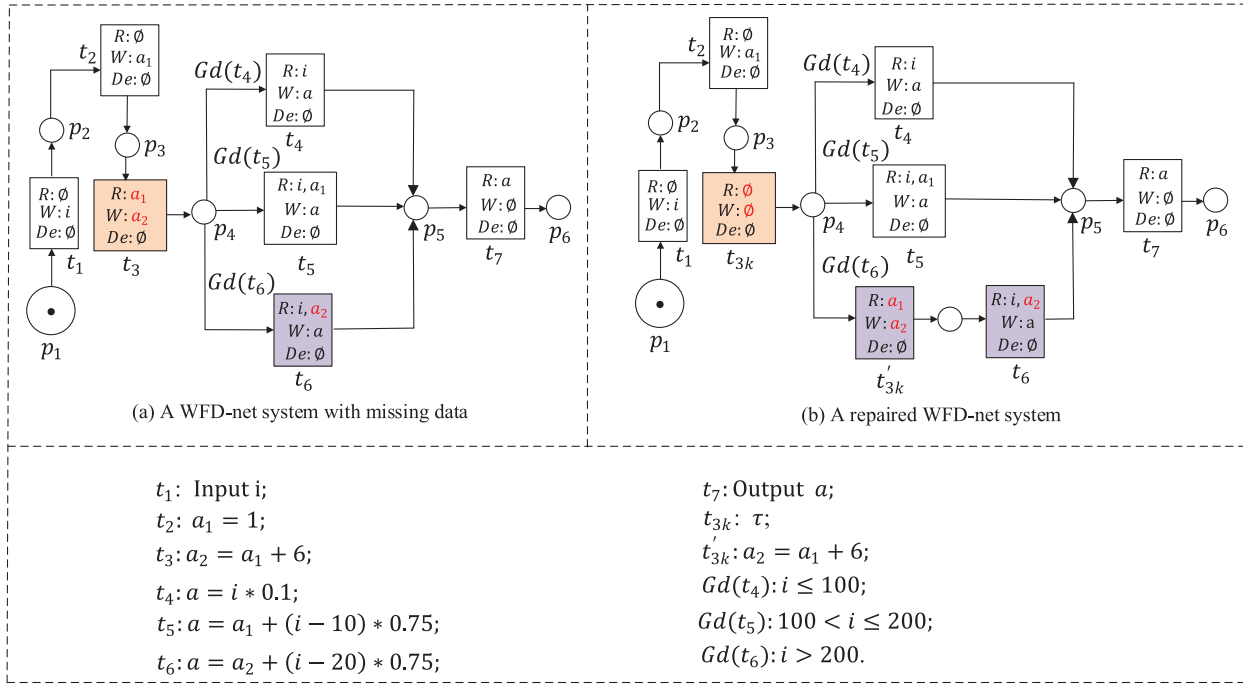 R: ∅
W: a₁
De: ∅
t₂
p₂
p₃
R: ∅
W: i
De: ∅
t₁
p₁
R: a₁
W: a₂
De: ∅
t₃
p₄
Gd(t₄)
R: i
W: a
De: ∅
t₄
Gd(t₅)
R: i, a₁
W: a
De: ∅
t₅
Gd(t₆)
R: i, a₂
W: a
De: ∅
t₆
p₅
R: a
W: ∅
De: ∅
t₇
p₆
(a) A WFD-net system with missing data
R: ∅
W: a₁
De: ∅
t₂
p₂
p₃
R: ∅
W: i
De: ∅
t₁
p₁
R: ∅
W: ∅
De: ∅
t₃ₖ
p₄
Gd(t₄)
R: i
W: a
De: ∅
t₄
Gd(t₅)
R: i, a₁
W: a
De: ∅
t₅
Gd(t₆)
R: a₁
W: a₂
De: ∅
t₃ₖ'
R: i, a₂
W: a
De: ∅
t₆
p₅
R: a
W: ∅
De: ∅
t₇
p₆
(b) A repaired WFD-net system
t₁: Input i;
t₂: a₁ = 1;
t₃: a₂ = a₁ + 6;
t₄: a = i * 0.1;
t₅: a = a₁ + (i − 10) * 0.75;
t₆: a = a₂ + (i − 20) * 0.75;
t₇: Output a;
t₃ₖ: τ;
t₃ₖ': a₂ = a₁ + 6;
Gd(t₄): i ≤ 100;
Gd(t₅): 100 < i ≤ 200;
Gd(t₆): i > 200.